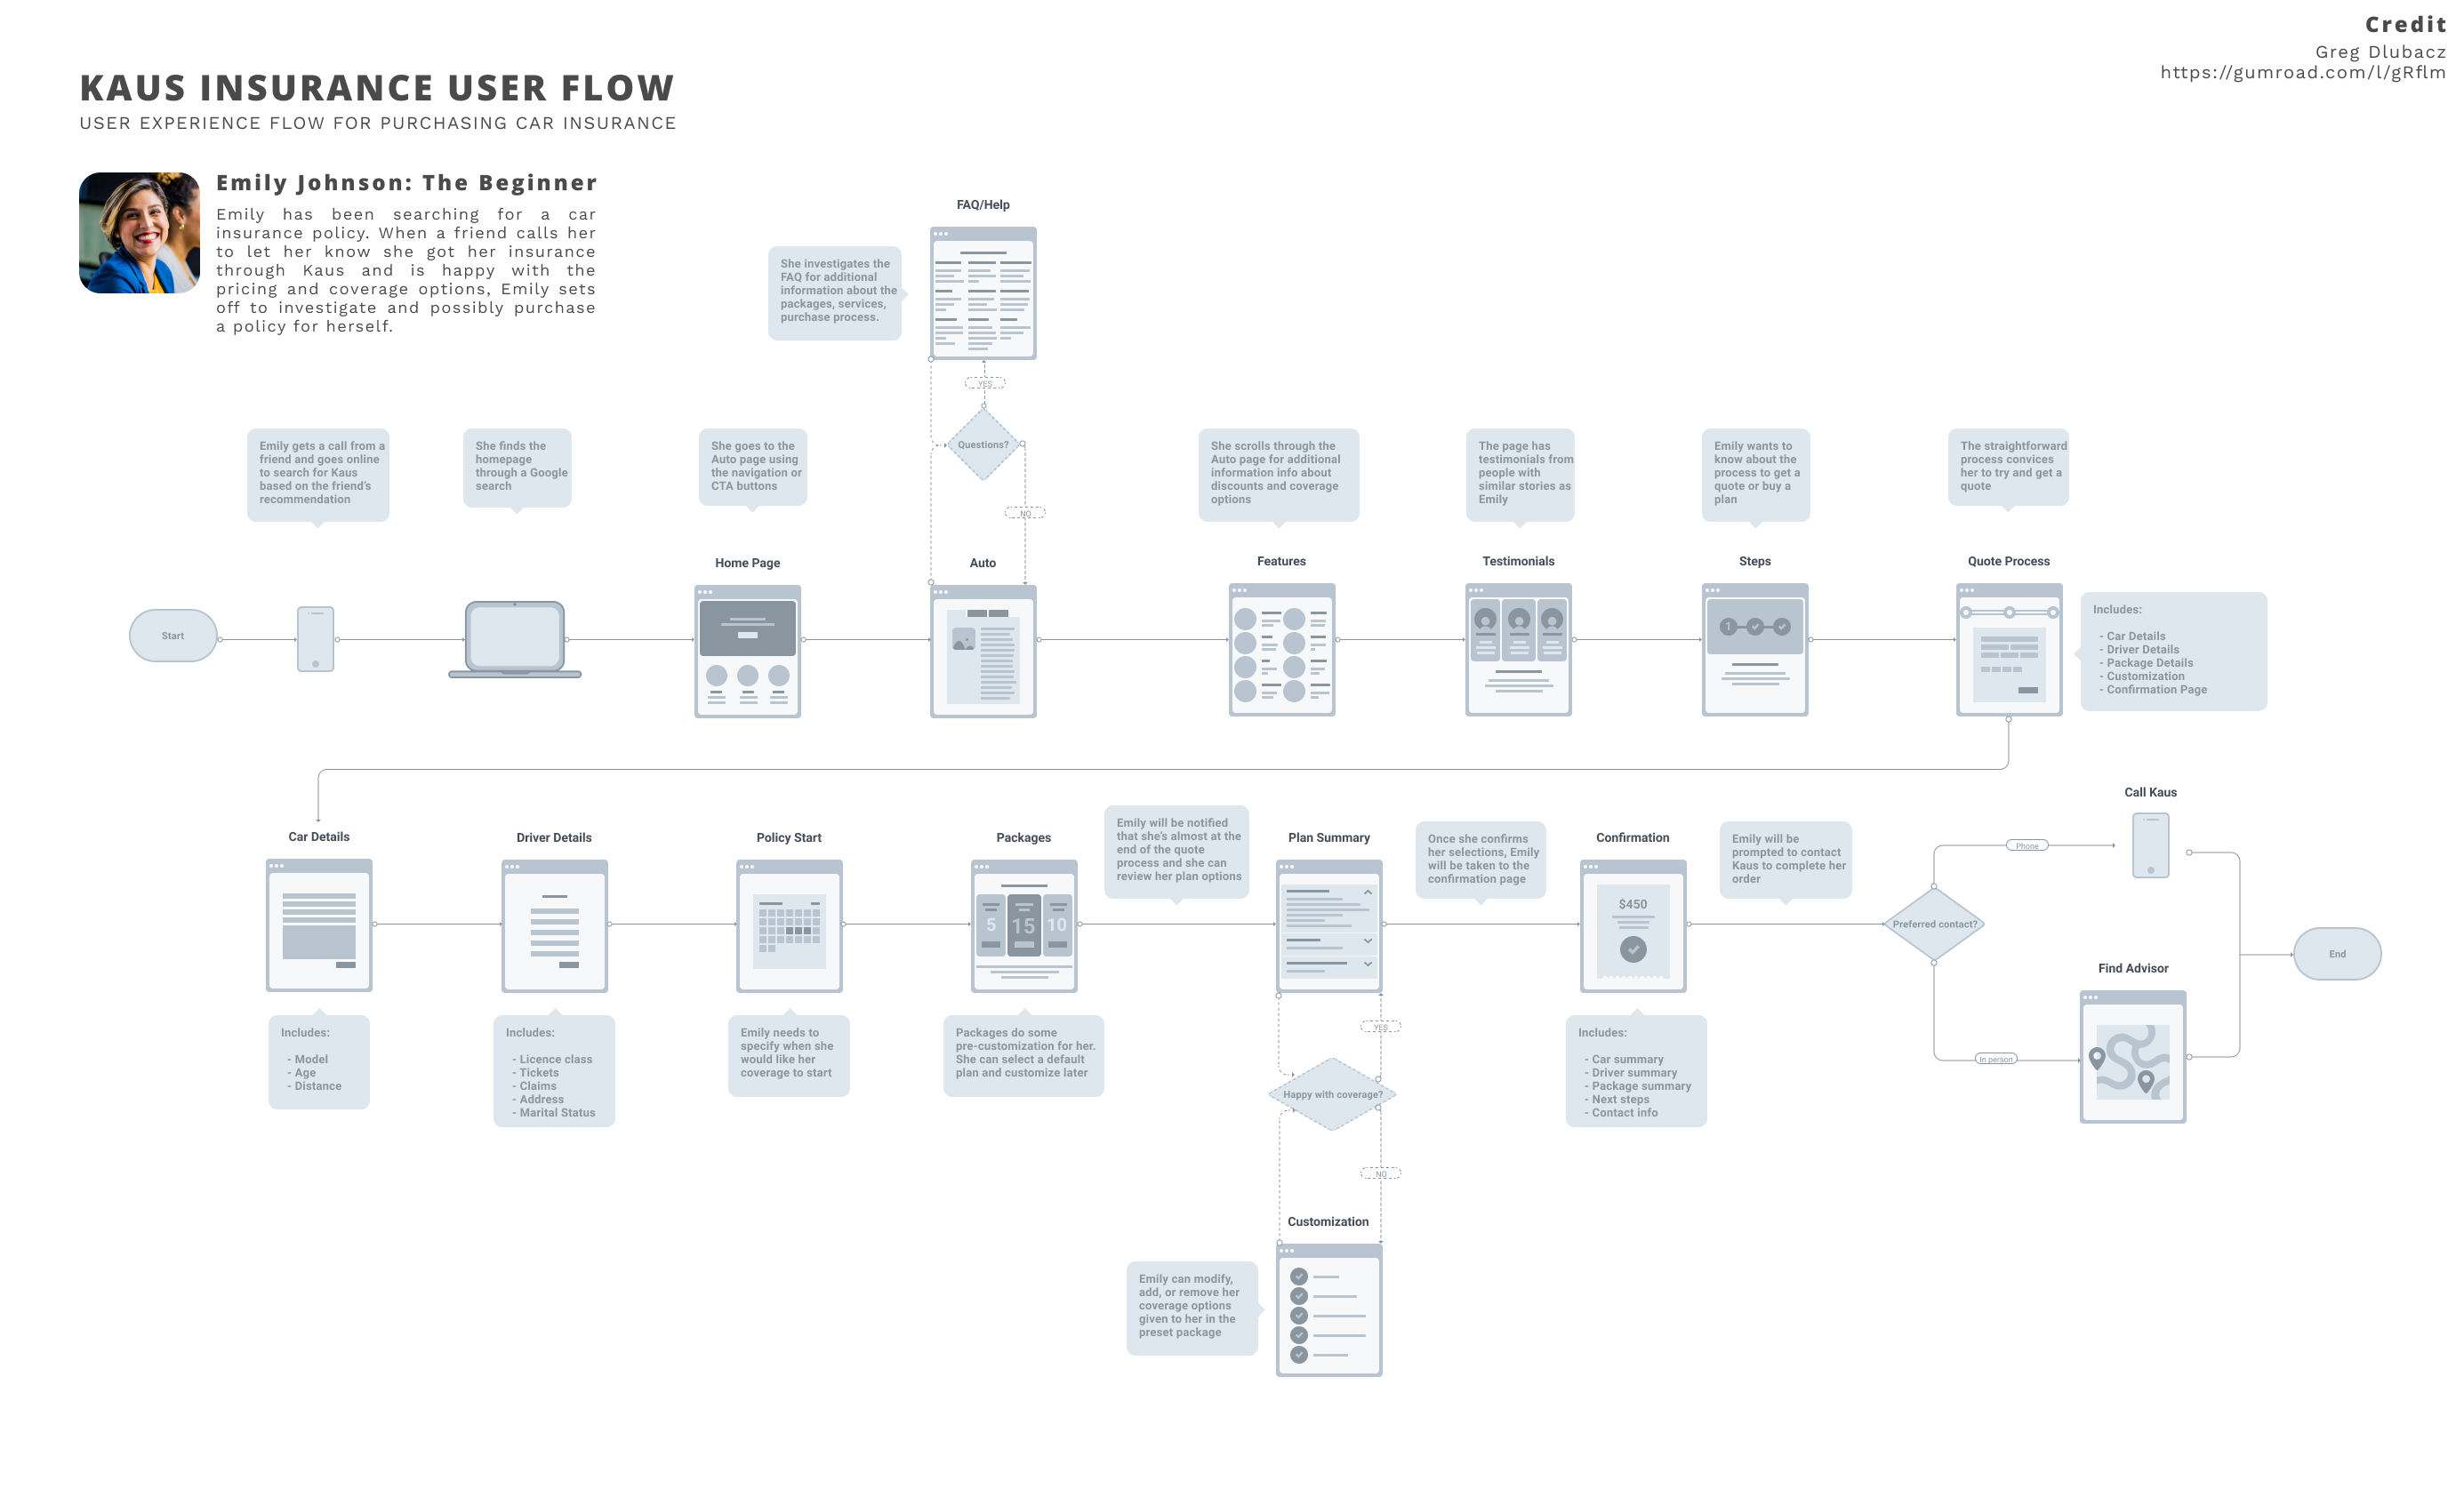 Credit
Greg Dlubacz
https://gumroad.com/l/gRflm
KAUS INSURANCE USER FLOW
USER EXPERIENCE FLOW FOR PURCHASING CAR INSURANCE
Emily Johnson: The Beginner
Emily has been searching for a car
insurance policy. When a friend calls her
to let her know she got her insurance
through Kaus and is happy with the
pricing and coverage options, Emily sets
off to investigate and possibly purchase
a policy for herself.
FAQ/Help
She investigates the
FAQ for additional
information about the
packages, services,
purchase process.
YES
Questions?
NO
Emily gets a call from a
friend and goes online
to search for Kaus
based on the friend's
recommendation
She finds the
homepage
through a Google
search
She goes to the
Auto page using
the navigation or
CTA buttons
She scrolls through the
Auto page for additional
information info about
discounts and coverage
options
The page has
testimonials from
people with
similar stories as
Emily
Emily wants to
know about the
process to get a
quote or buy a
plan
The straightforward
process convices
her to try and get a
quote
Start
Home Page
Auto
Features
Testimonials
Steps
1
Quote Process
Includes:
- Car Details
- Driver Details
- Package Details
- Customization
- Confirmation Page
Car Details
Includes:
- Model
- Age
- Distance
Driver Details
Includes:
- Licence class
- Tickets
- Claims
- Address
- Marital Status
Policy Start
Emily needs to
specify when she
would like her
coverage to start
Packages
5
15
10
Packages do some
pre-customization for her.
She can select a default
plan and customize later
Emily will be notified
that she's almost at the
end of the quote
process and she can
review her plan options
Plan Summary
YES
Happy with coverage?
NO
Customization
Emily can modify,
add, or remove her
coverage options
given to her in the
preset package
Once she confirms
her selections, Emily
will be taken to the
confirmation page
Confirmation
$450
Includes:
- Car summary
- Driver summary
- Package summary
- Next steps
- Contact info
Emily will be
prompted to contact
Kaus to complete her
order
Preferred contact?
Phone
Call Kaus
In person
Find Advisor
End